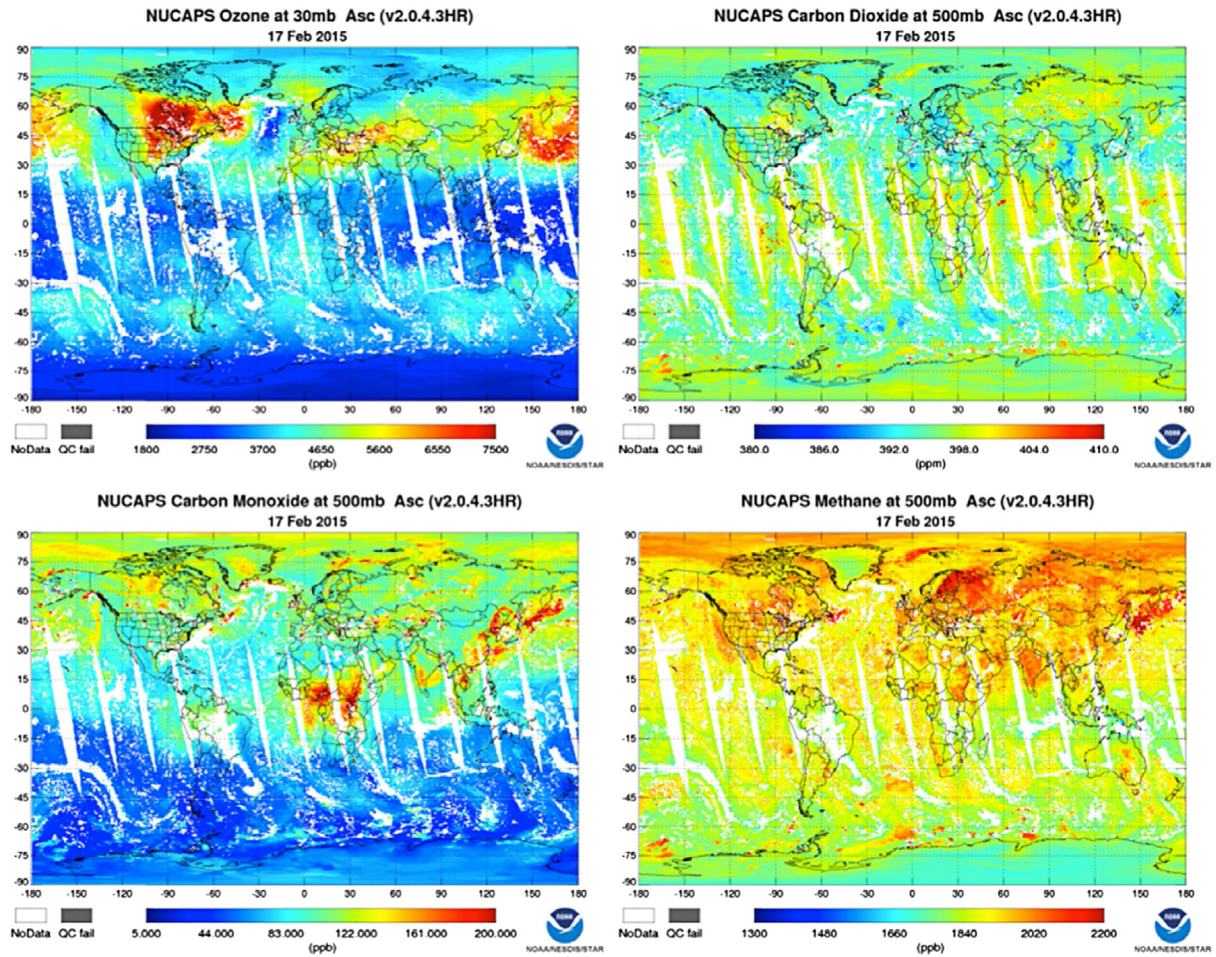 NUCAPS Ozone at 30mb Asc (v2.0.4.3HR)
17 Feb 2015
90
75
60
45
30
15
0
-15
-30
-45
-60
-75
-90
-180 -150 -120 -90 -60 -30 0 30 60 90 120 150 180
NoData QC fail
1800 2750 3700 4650 5600 6550 7500
(ppb)
noaa
NOAA/NESDIS/STAR
NUCAPS Carbon Dioxide at 500mb Asc (v2.0.4.3HR)
17 Feb 2015
90
75
60
45
30
15
0
-15
-30
-45
-60
-75
-90
-180 -150 -120 -90 -60 -30 0 30 60 90 120 150 180
NoData QC fail
380.0 386.0 392.0 398.0 404.0 410.0
(ppm)
noaa
NOAA/NESDIS/STAR
NUCAPS Carbon Monoxide at 500mb Asc (v2.0.4.3HR)
17 Feb 2015
90
75
60
45
30
15
0
-15
-30
-45
-60
-75
-90
-180 -150 -120 -90 -60 -30 0 30 60 90 120 150 180
NoData QC fail
5.000 44.000 83.000 122.000 161.000 200.000
(ppb)
noaa
NOAA/NESDIS/STAR
NUCAPS Methane at 500mb Asc (v2.0.4.3HR)
17 Feb 2015
90
75
60
45
30
15
0
-15
-30
-45
-60
-75
-90
-180 -150 -120 -90 -60 -30 0 30 60 90 120 150 180
NoData QC fail
1300 1480 1660 1840 2020 2200
(ppb)
noaa
NOAA/NESDIS/STAR